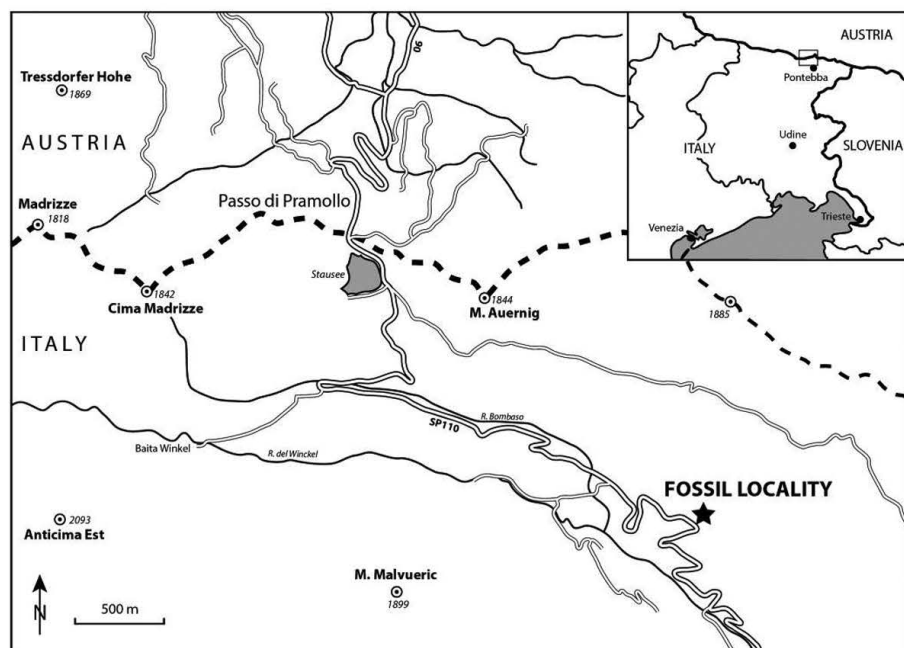 90
AUSTRIA
Pontebba
Udine
ITALY
SLOVENIA
Trieste
Venezia
Tressdorfer Hohe
1869
AUSTRIA
Madrizze
1818
Passo di Pramollo
Stausee
1842
Cima Madrizze
1844
M. Auernig
1885
ITALY
R. Bombaso
SP110
Baita Winkel
R. del Winckel
FOSSIL LOCALITY
2093
Anticima Est
M. Malvueric
1899
N
500 m